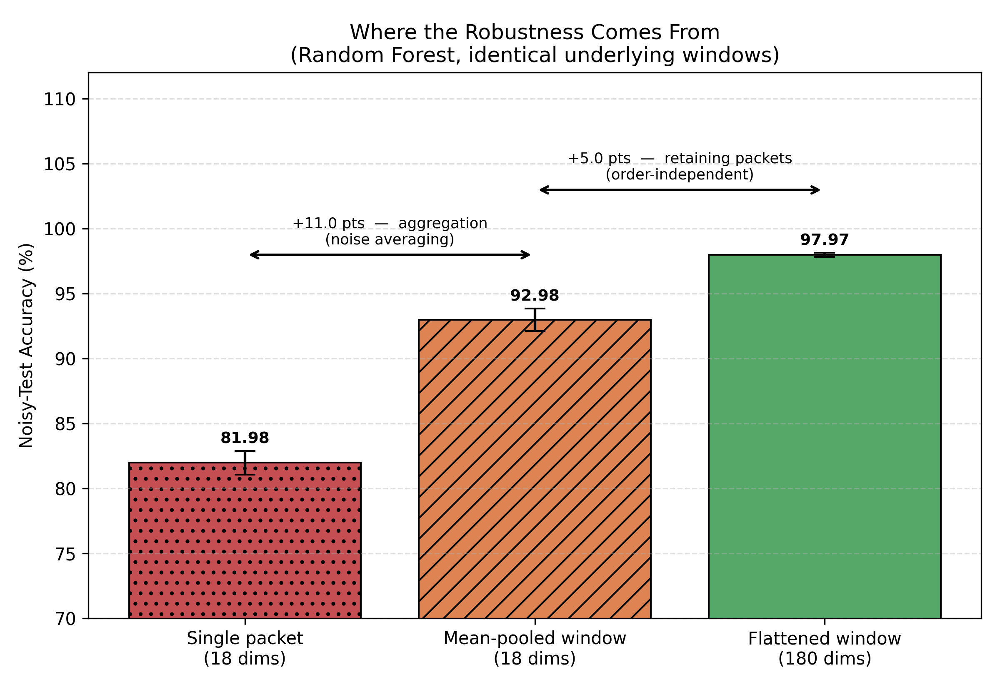 Where the Robustness Comes From
(Random Forest, identical underlying windows)
Noisy-Test Accuracy (%)
110
105
100
95
90
85
80
75
70
+5.0 pts — retaining packets
(order-independent)
+11.0 pts — aggregation
(noise averaging)
81.98
92.98
97.97
Single packet
(18 dims)
Mean-pooled window
(18 dims)
Flattened window
(180 dims)